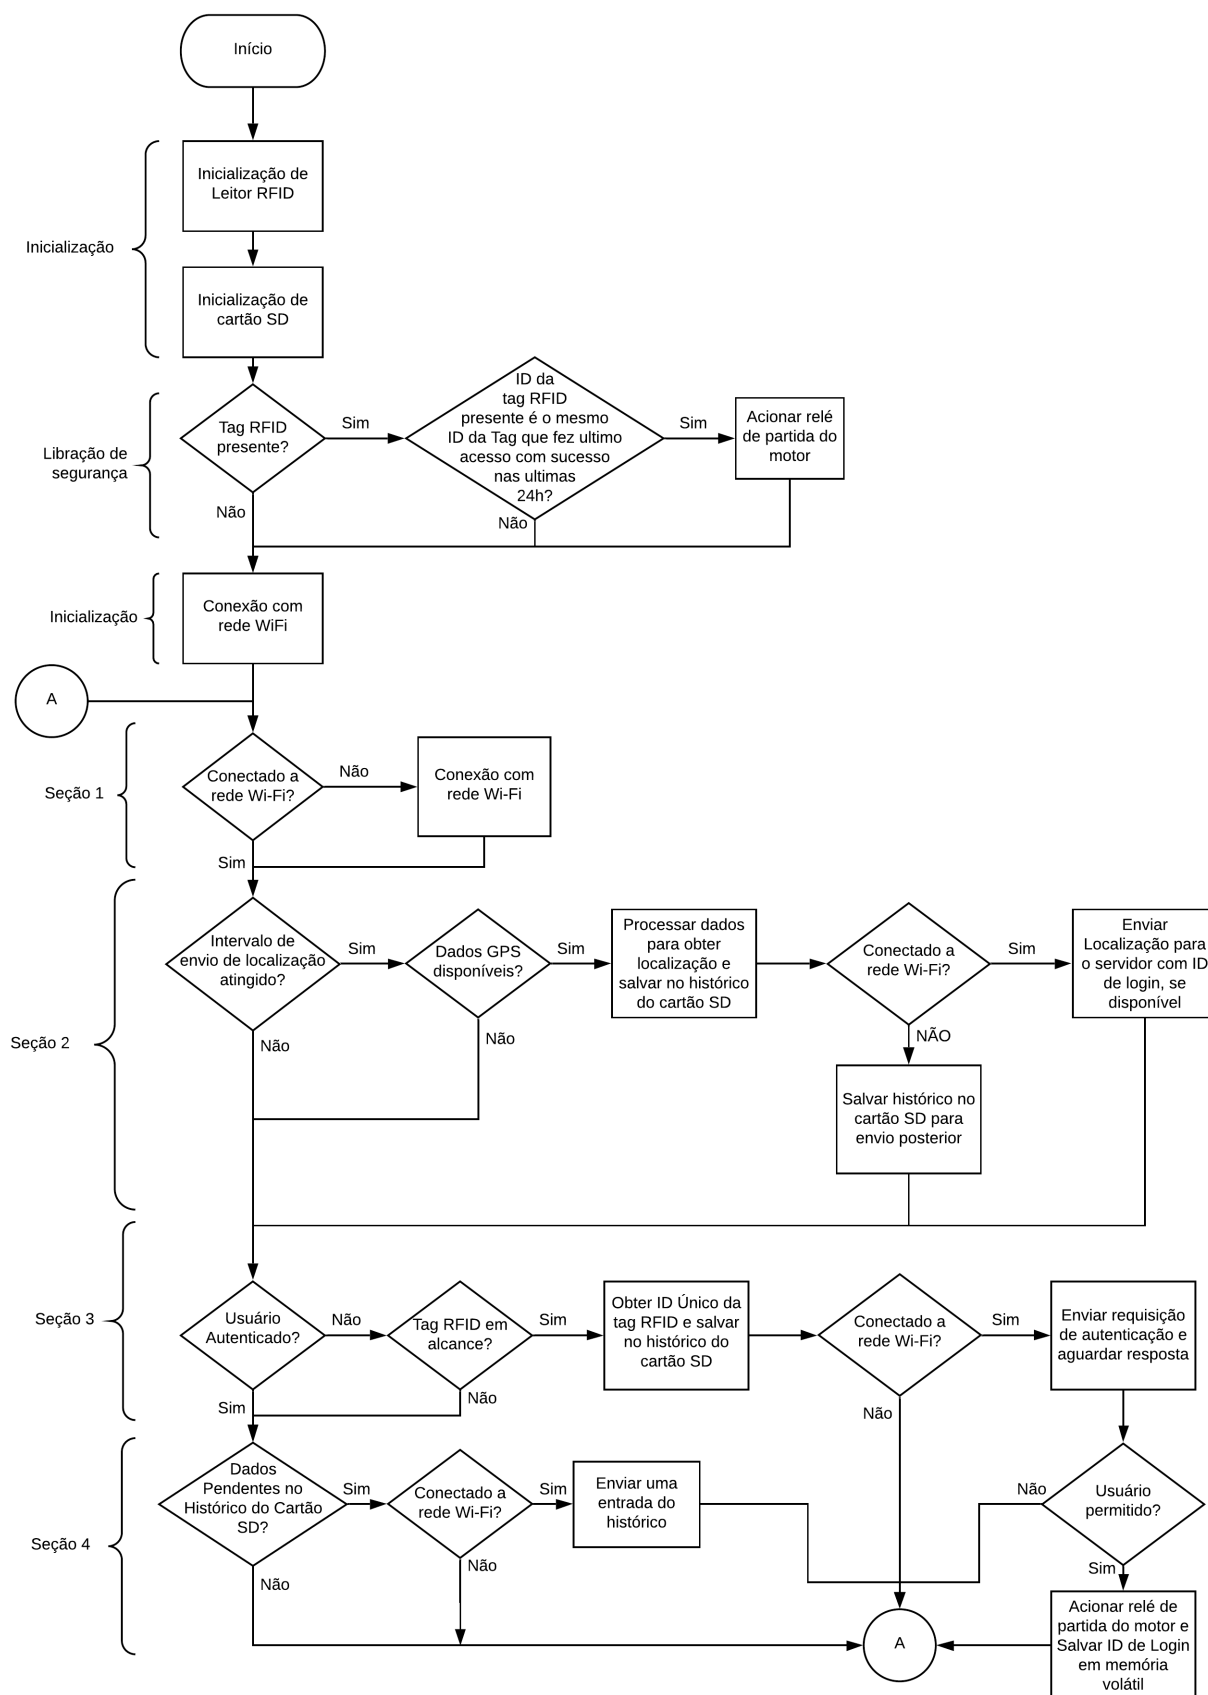 Início
Inicialização de
Leitor RFID
Inicialização
Inicialização de
cartão SD
ID da
tag RFID
presente é o mesmo
ID da Tag que fez ultimo
acesso com sucesso
nas ultimas
24h?
Tag RFID
presente?
Sim
Sim
Acionar relé
de partida do
motor
Libração de
segurança
Não
Não
Conexão com
rede WiFi
Inicialização
A
Conectado a
rede Wi-Fi?
Não
Conexão com
rede Wi-Fi
Seção 1
Sim
Intervalo de
envio de localização
atingido?
Sim
Dados GPS
disponíveis?
Sim
Processar dados
para obter
localização e
salvar no histórico
do cartão SD
Conectado a
rede Wi-Fi?
Sim
Enviar
Localização para
o servidor com ID
de login, se
disponível
Seção 2
Não
Não
NÃO
Salvar histórico no
cartão SD para
envio posterior
Seção 3
Usuário
Autenticado?
Não
Tag RFID em
alcance?
Sim
Obter ID Único da
tag RFID e salvar
no histórico do
cartão SD
Conectado a
rede Wi-Fi?
Sim
Enviar requisição
de autenticação e
aguardar resposta
Sim
Não
Não
Seção 4
Dados
Pendentes no
Histórico do Cartão
SD?
Sim
Conectado a
rede Wi-Fi?
Sim
Enviar uma
entrada do
histórico
Não
Usuário
permitido?
Não
Não
Sim
A
Acionar relé de
partida do motor e
Salvar ID de Login
em memória
volátil